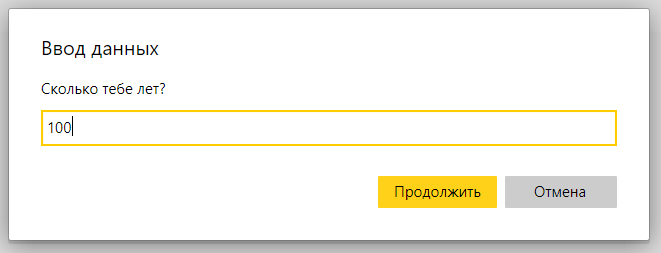 Ввод данных
Сколько тебе лет?
100
Продолжить Отмена